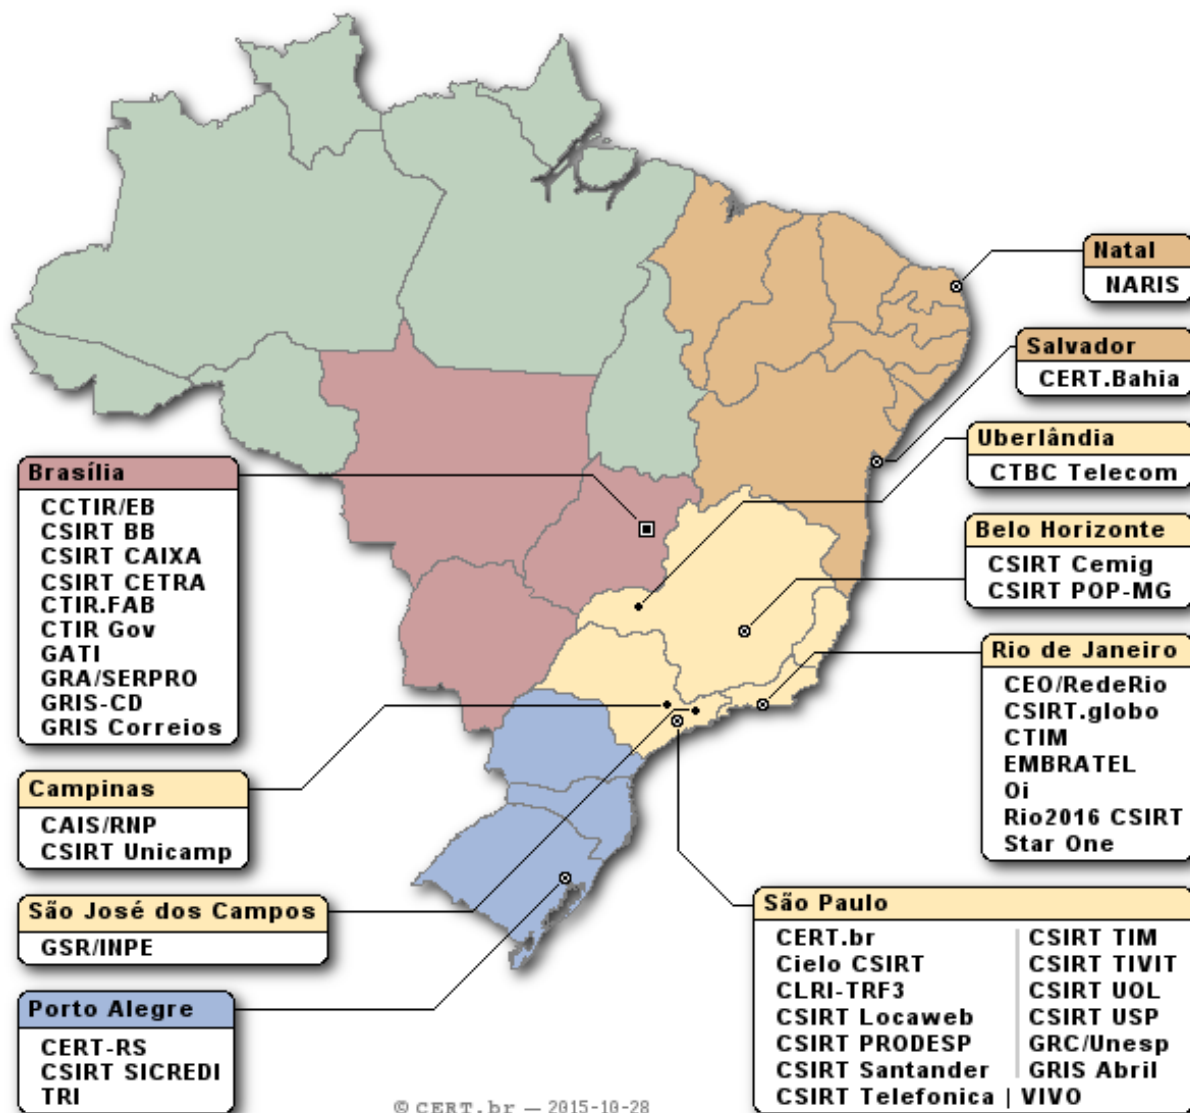 Natal
NARIS
Salvador
CERT.Bahia
Uberlândia
CTBC Telecom
Brasília
CCTIR/EB
CSIRT BB
CSIRT CAIXA
CSIRT CETRA
CTIR.FAB
CTIR Gov
GATI
GRA/SERPRO
GRIS-CD
GRIS Correios
Belo Horizonte
CSIRT Cemig
CSIRT POP-MG
Rio de Janeiro
CEO/RedeRio
CSIRT.globo
CTIM
EMBRATEL
Oi
Rio2016 CSIRT
Star One
Campinas
CAIS/RNP
CSIRT Unicamp
São José dos Campos
GSR/INPE
São Paulo
CERT.br
Cielo CSIRT
CLRI-TRF3
CSIRT Locaweb
CSIRT PRODESP
CSIRT Santander
CSIRT Telefonica | VIVO
CSIRT TIM
CSIRT TIVIT
CSIRT UOL
CSIRT USP
GRC/Unesp
GRIS Abril
Porto Alegre
CERT-RS
CSIRT SICREDI
TRI
© CERT.br — 2015-10-28